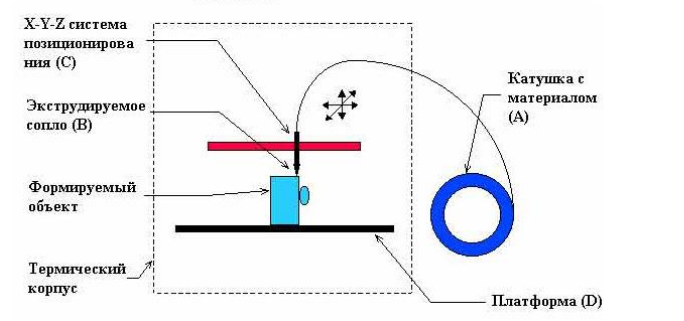 X-Y-Z система
позиционирова
ния (C)
Экструдируемое
сопло (B)
Формируемый
объект
Термический
корпус
Катушка с
материалом
(A)
Платформа (D)